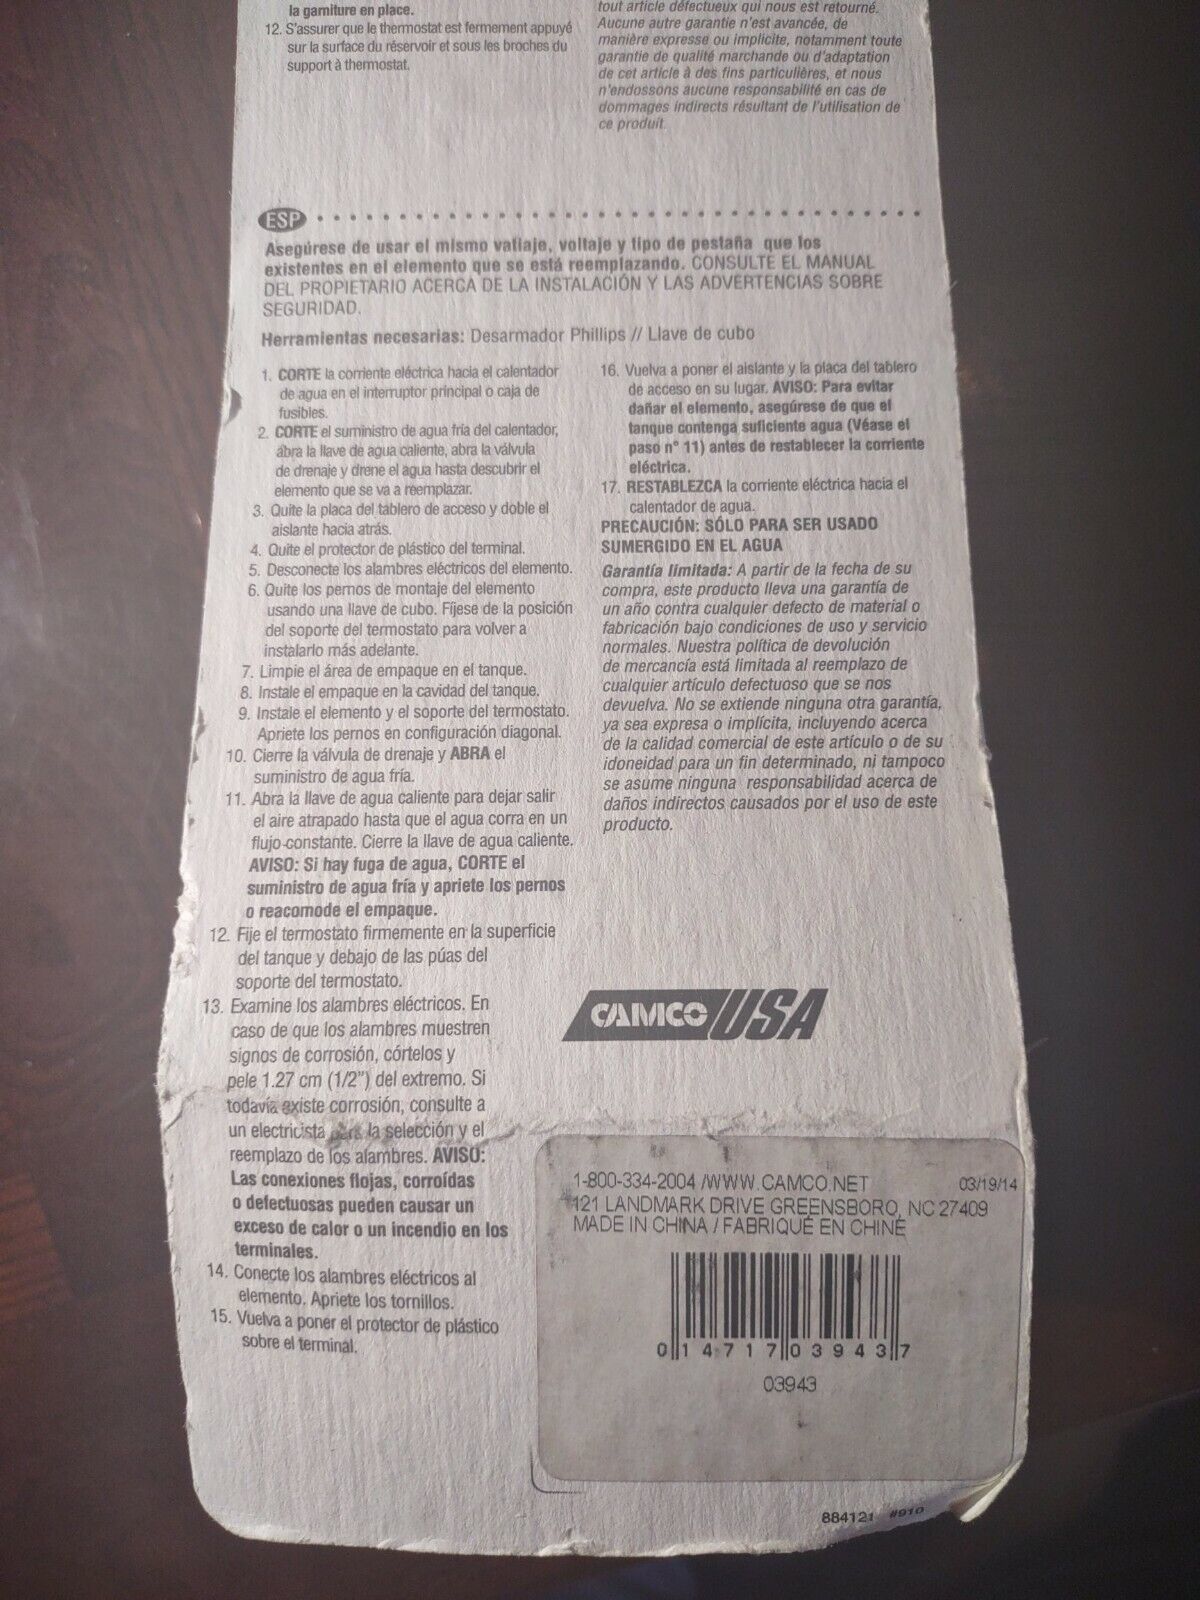 la garniture en place.
12. S'assurer que le thermostat est fermement appuyé
sur la surface du réservoir et sous les broches du
support à thermostat.
tout article défectueux qui nous est retourné.
Aucune autre garantie n'est avancée, de
manière expresse ou implicite, notamment toute
garantie de qualité marchande ou d'adaptation
de cet article à des fins particulières, et nous
n'endossons aucune responsabilité en cas de
dommages indirects résultant de l'utilisation de
ce produit.
ESP
Asegúrese de usar el mismo vatiaje, voltaje y tipo de pestaña que los
existentes en el elemento que se está reemplazando. CONSULTE EL MANUAL
DEL PROPIETARIO ACERCA DE LA INSTALACIÓN Y LAS ADVERTENCIAS SOBRE
SEGURIDAD.
Herramientas necesarias: Desarmador Phillips // Llave de cubo
1. CORTE la corriente eléctrica hacia el calentador
de agua en el interruptor principal o caja de
fusibles.
2. CORTE el suministro de agua fría del calentador,
abra la llave de agua caliente, abra la válvula
de drenaje y drene el agua hasta descubrir el
elemento que se va a reemplazar.
3. Quite la placa del tablero de acceso y doble el
aislante hacia atrás.
4. Quite el protector de plástico del terminal.
5. Desconecte los alambres eléctricos del elemento.
6. Quite los pernos de montaje del elemento
usando una llave de cubo. Fíjese de la posición
del soporte del termostato para volver a
instalarlo más adelante.
7. Limpie el área de empaque en el tanque.
8. Instale el empaque en la cavidad del tanque.
9. Instale el elemento y el soporte del termostato.
Apriete los pernos en configuración diagonal.
10. Cierre la válvula de drenaje y ABRA el
suministro de agua fría.
11. Abra la llave de agua caliente para dejar salir
el aire atrapado hasta que el agua corra en un
flujo constante. Cierre la llave de agua caliente.
AVISO: Si hay fuga de agua, CORTE el
suministro de agua fría y apriete los pernos
o reacomode el empaque.
12. Fije el termostato firmemente en la superficie
del tanque y debajo de las púas del
soporte del termostato.
13. Examine los alambres eléctricos. En
caso de que los alambres muestren
signos de corrosión, córtelos y
pele 1.27 cm (1/2") del extremo. Si
todavía existe corrosión, consulte a
un electricista para la selección y el
reemplazo de los alambres. AVISO:
Las conexiones flojas, corroídas
o defectuosas pueden causar un
exceso de calor o un incendio en los
terminales.
14. Conecte los alambres eléctricos al
elemento. Apriete los tornillos.
15. Vuelva a poner el protector de plástico
sobre el terminal.
16. Vuelva a poner el aislante y la placa del tablero
de acceso en su lugar. AVISO: Para evitar
dañar el elemento, asegúrese de que el
tanque contenga suficiente agua (Véase el
paso n° 11) antes de restablecer la corriente
eléctrica.
17. RESTABLEZCA la corriente eléctrica hacia el
calentador de agua.
PRECAUCIÓN: SÓLO PARA SER USADO
SUMERGIDO EN EL AGUA
Garantía limitada: A partir de la fecha de su
compra, este producto lleva una garantía de
un año contra cualquier defecto de material o
fabricación bajo condiciones de uso y servicio
normales. Nuestra política de devolución
de mercancía está limitada al reemplazo de
cualquier artículo defectuoso que se nos
devuelva. No se extiende ninguna otra garantía,
ya sea expresa o implícita, incluyendo acerca
de la calidad comercial de este artículo o de su
idoneidad para un fin determinado, ni tampoco
se asume ninguna responsabilidad acerca de
daños indirectos causados por el uso de este
producto.
CAMCO USA
1-800-334-2004 /WWW.CAMCO.NET 03/19/14
121 LANDMARK DRIVE GREENSBORO, NC 27409
MADE IN CHINA / FABRIQUÉ EN CHINE
0 14717 03943 7
03943
884121 #910